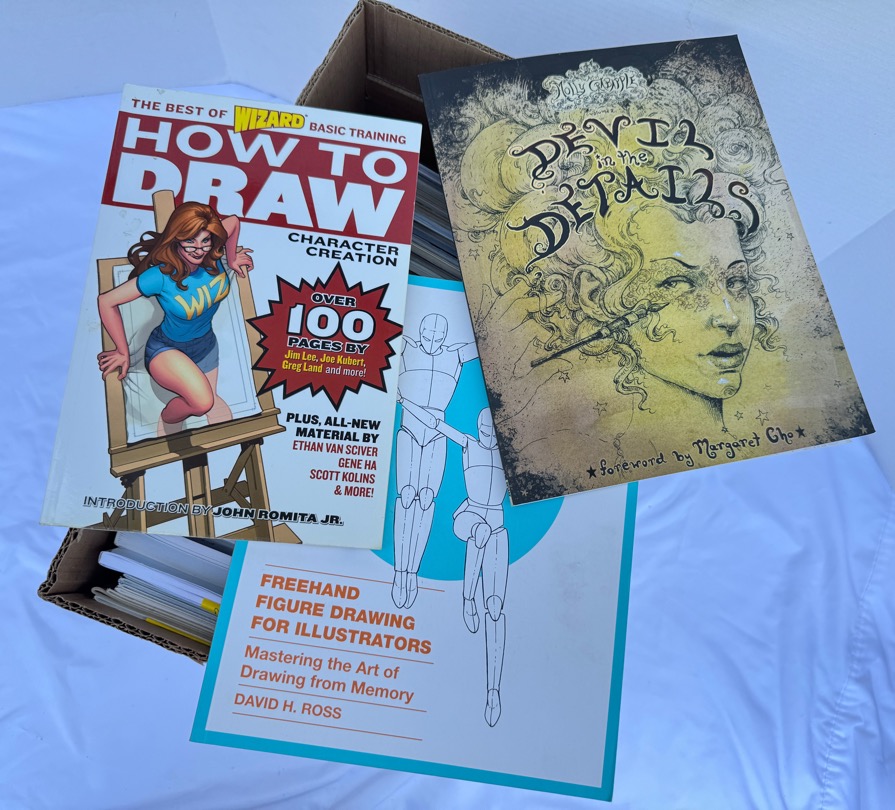 THE BEST OF WIZARD BASIC TRAINING
HOW TO
DRAW
CHARACTER
CREATION
OVER
100
PAGES BY
Jim Lee, Joe Kubert,
Greg Land and more!
WIZ
PLUS, ALL-NEW
MATERIAL BY
ETHAN VAN SCIVER
GENE HA
SCOTT KOLINS
& MORE!
INTRODUCTION BY JOHN ROMITA JR.
Molly Crabapple
DEVIL
in the
DETAILS
foreword by Margaret Cho
FREEHAND
FIGURE DRAWING
FOR ILLUSTRATORS
Mastering the Art of
Drawing from Memory
DAVID H. ROSS